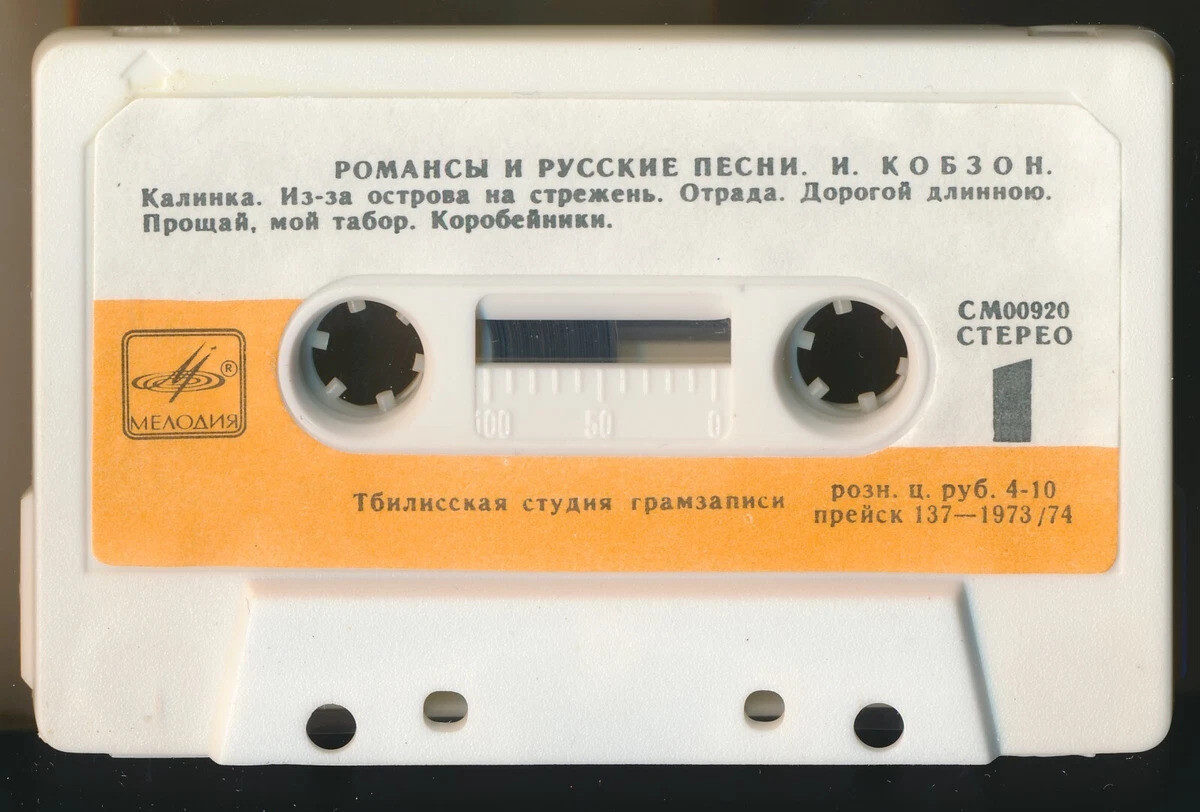 РОМАНСЫ И РУССКИЕ ПЕСНИ. И. КОБЗОН.
Калинка. Из-за острова на стрежень. Отрада. Дорогой длинною.
Прощай, мой табор. Коробейники.
СМ00920
СТЕРЕО
1
МЕЛОДИЯ ®
100 50 0
Тбилисская студия грамзаписи
розн. ц. руб. 4-10
прейск 137—1973/74